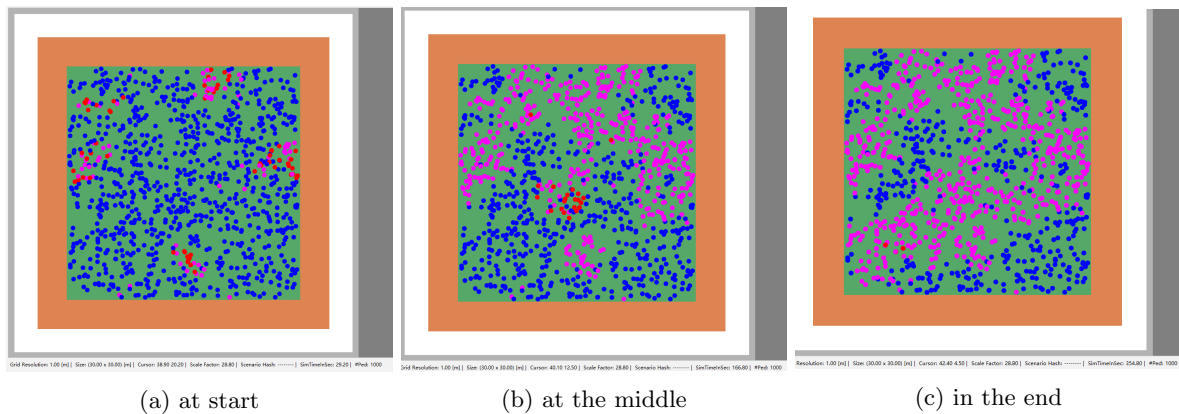 Grid Resolution: 1.00 [m] | Size: (30.00 x 30.00) [m] | Cursor: 38.90 20.20 | Scale Factor: 28.80 | Scenario Hash: -------- | SimTimeInSec: 29.20 | #Ped: 1000
Grid Resolution: 1.00 [m] | Size: (30.00 x 30.00) [m] | Cursor: 40.10 12.50 | Scale Factor: 28.80 | Scenario Hash: -------- | SimTimeInSec: 166.80 | #Ped: 1000
Resolution: 1.00 [m] | Size: (30.00 x 30.00) [m] | Cursor: 42.40 4.50 | Scale Factor: 28.80 | Scenario Hash: -------- | SimTimeInSec: 354.80 | #Ped: 1000
(a) at start
(b) at the middle
(c) in the end